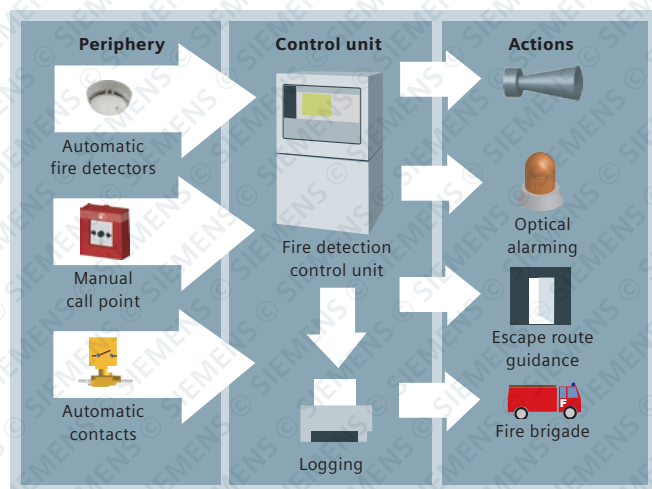 Periphery
Control unit
Actions
Automatic
fire detectors
Manual
call point
Automatic
contacts
Fire detection
control unit
Logging
Optical
alarming
Escape route
guidance
F
Fire brigade
SIEMENS ©